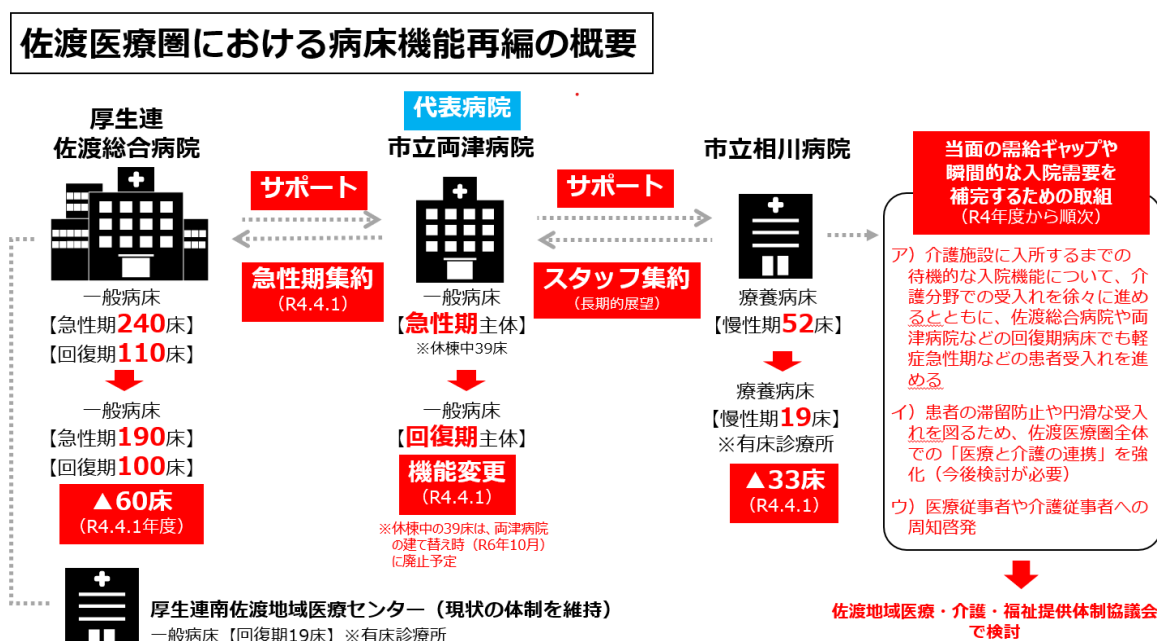 佐渡医療圏における病床機能再編の概要
厚生連
佐渡総合病院
サポート
急性期集約
(R4.4.1)
一般病床
【急性期240床】
【回復期110床】
一般病床
【急性期190床】
【回復期100床】
▲60床
(R4.4.1年度)
代表病院
市立両津病院
サポート
スタッフ集約
(長期的展望)
一般病床
【急性期主体】
※休棟中39床
一般病床
【回復期主体】
機能変更
(R4.4.1)
※休棟中の39床は、両津病院
の建て替え時（R6年10月）
に廃止予定
市立相川病院
療養病床
【慢性期52床】
療養病床
【慢性期19床】
※有床診療所
▲33床
(R4.4.1)
当面の需給ギャップや
瞬間的な入院需要を
補完するための取組
(R4年度から順次)
ア）介護施設に入所するまでの
待機的な入院機能について、介
護分野での受入れを徐々に進め
るとともに、佐渡総合病院や両
津病院などの回復期病床でも軽
症急性期などの患者受入れを進
める
イ）患者の滞留防止や円滑な受入
れを図るため、佐渡医療圏全体
での「医療と介護の連携」を強
化（今後検討が必要）
ウ）医療従事者や介護従事者への
周知啓発
佐渡地域医療・介護・福祉提供体制協議会
で検討
厚生連南佐渡地域医療センター（現状の体制を維持）
一般病床【回復期19床】※有床診療所